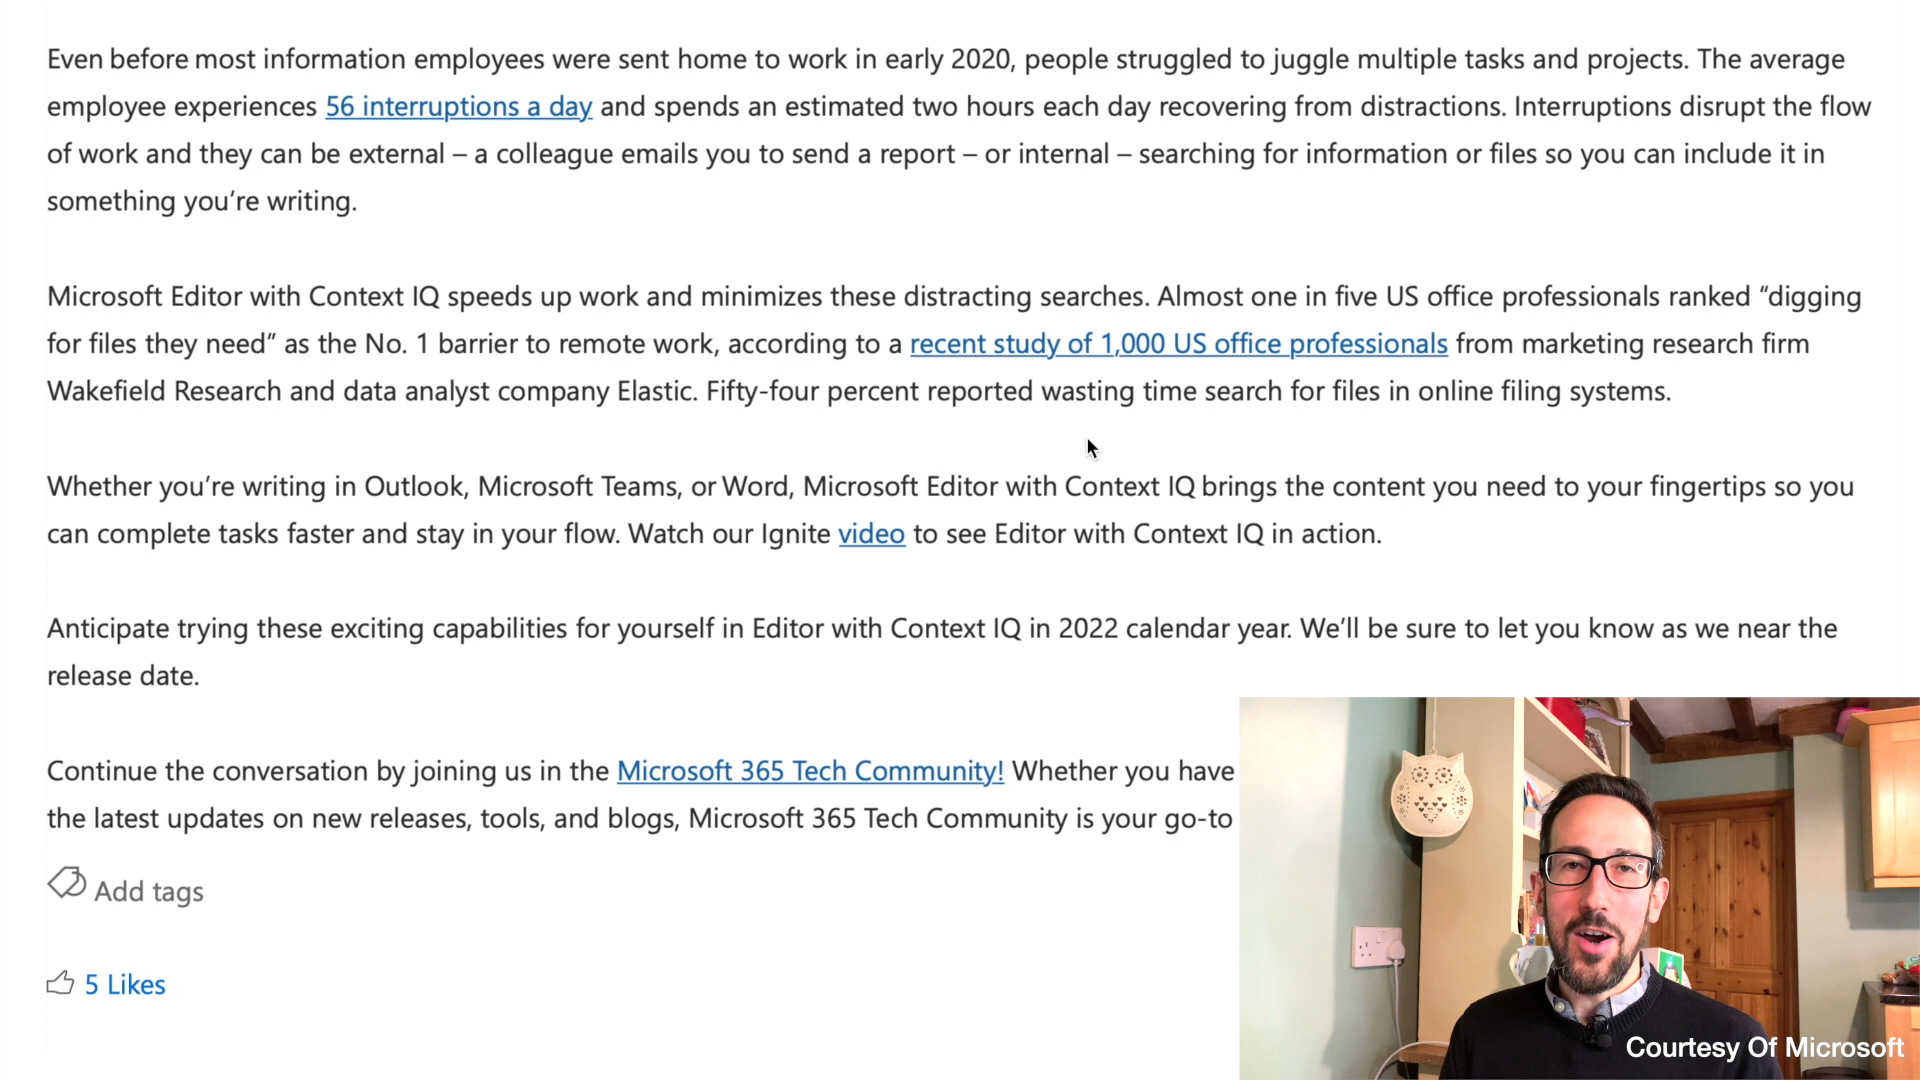 Even before most information employees were sent home to work in early 2020, people struggled to juggle multiple tasks and projects. The average
employee experiences 56 interruptions a day and spends an estimated two hours each day recovering from distractions. Interruptions disrupt the flow
of work and they can be external – a colleague emails you to send a report – or internal – searching for information or files so you can include it in
something you’re writing.
Microsoft Editor with Context IQ speeds up work and minimizes these distracting searches. Almost one in five US office professionals ranked “digging
for files they need” as the No. 1 barrier to remote work, according to a recent study of 1,000 US office professionals from marketing research firm
Wakefield Research and data analyst company Elastic. Fifty-four percent reported wasting time search for files in online filing systems.
Whether you’re writing in Outlook, Microsoft Teams, or Word, Microsoft Editor with Context IQ brings the content you need to your fingertips so you
can complete tasks faster and stay in your flow. Watch our Ignite video to see Editor with Context IQ in action.
Anticipate trying these exciting capabilities for yourself in Editor with Context IQ in 2022 calendar year. We’ll be sure to let you know as we near the
release date.
Continue the conversation by joining us in the Microsoft 365 Tech Community! Whether you have
the latest updates on new releases, tools, and blogs, Microsoft 365 Tech Community is your go-to
Add tags
5 Likes
Courtesy Of Microsoft